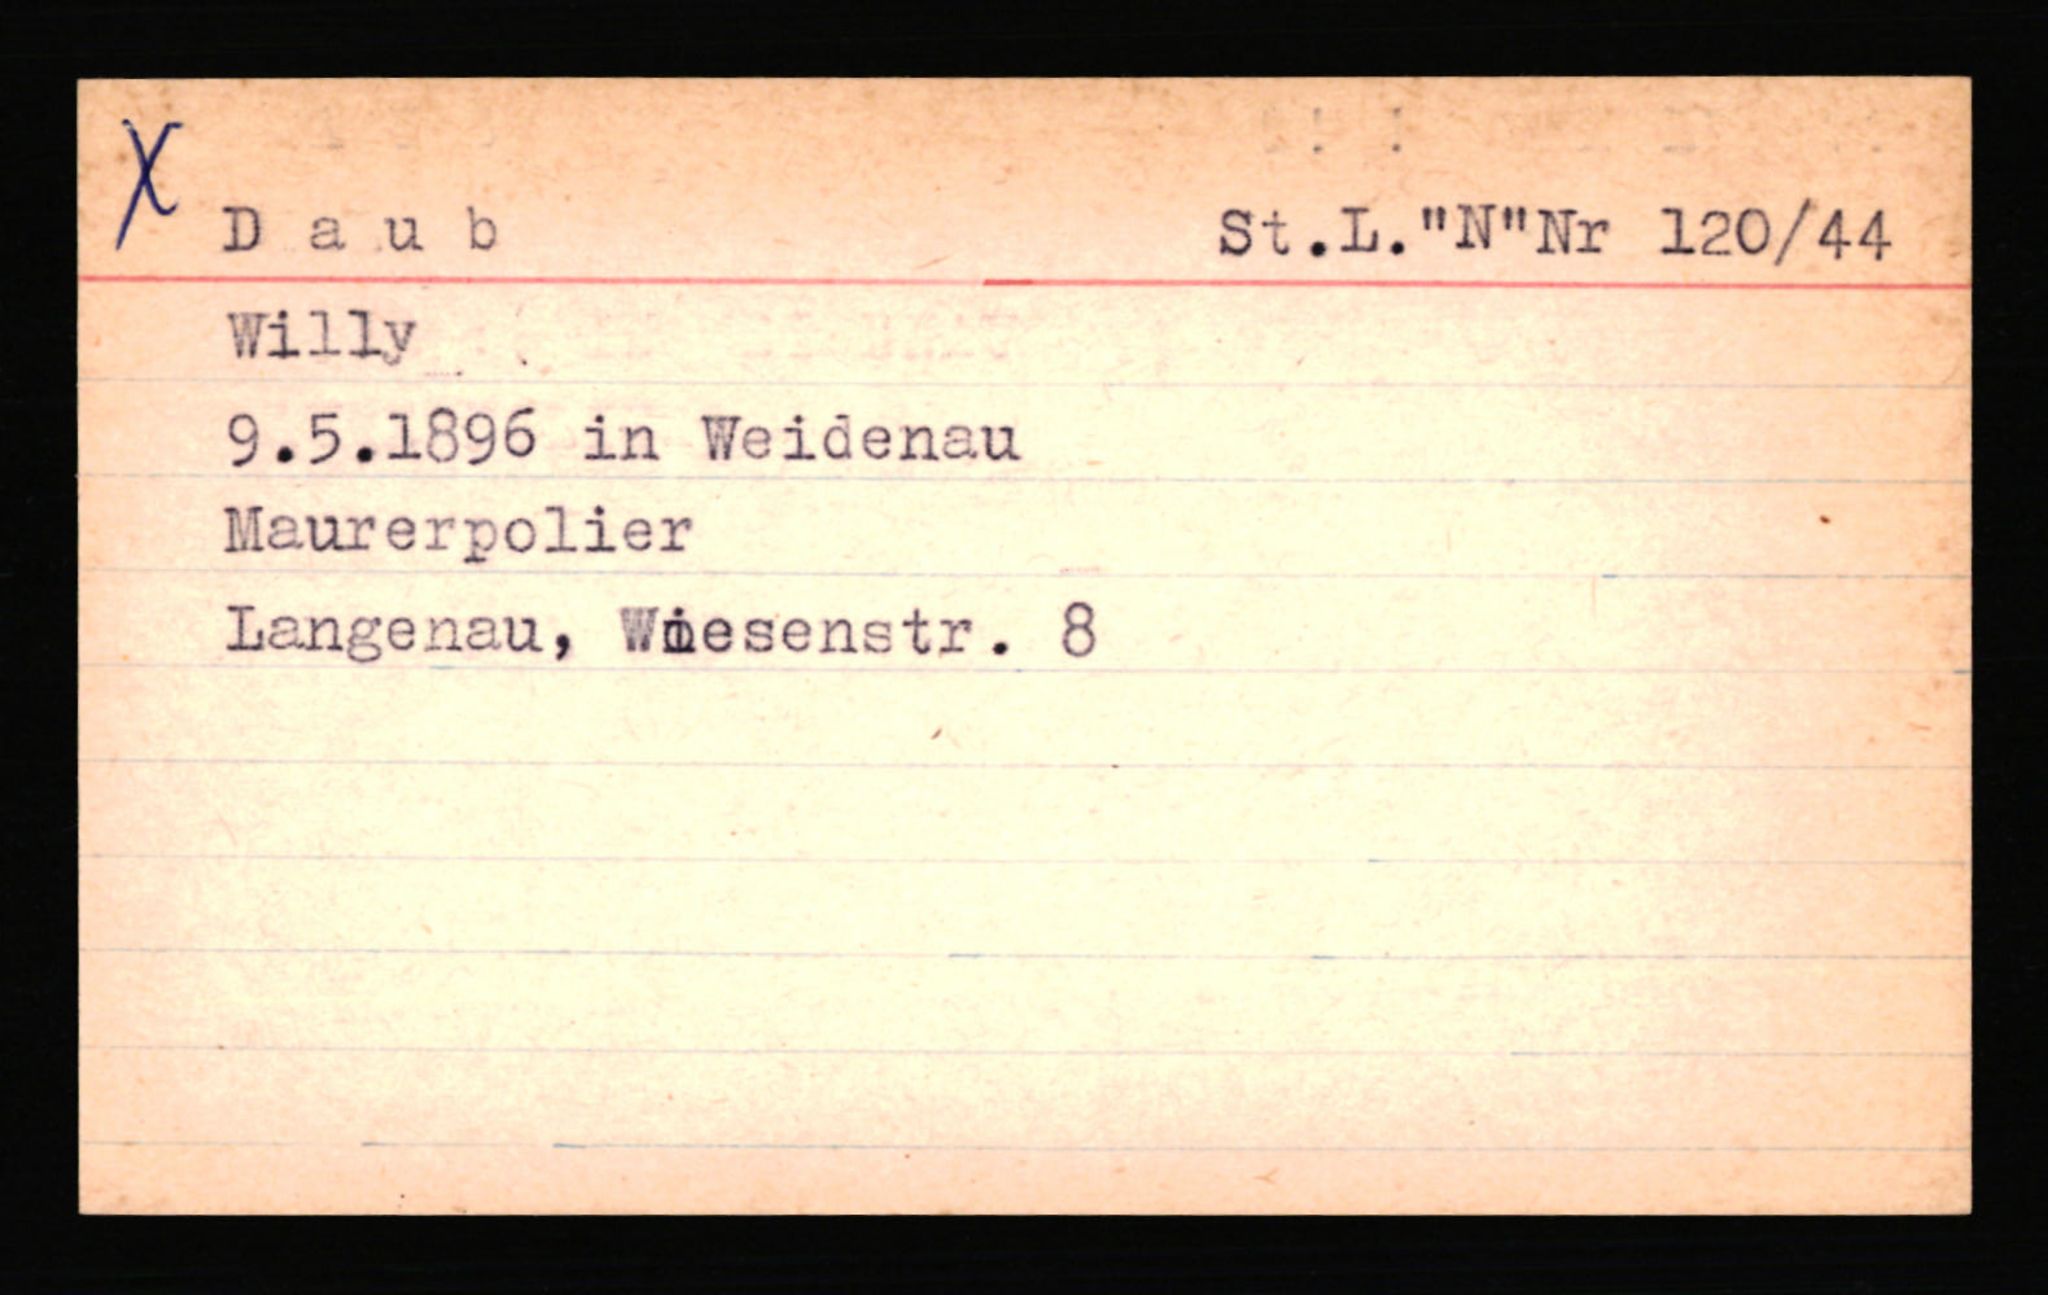 X
D a u b St.L."N"Nr 120/44
Willy
9.5.1896 in Weidenau
Maurerpolier
Langenau, Wiesenstr. 8